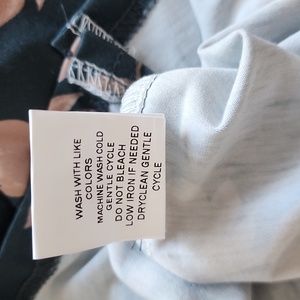 WASH WITH LIKE
COLORS
MACHINE WASH COLD
GENTLE CYCLE
DO NOT BLEACH
LOW IRON IF NEEDED
DRYCLEAN GENTLE
CYCLE